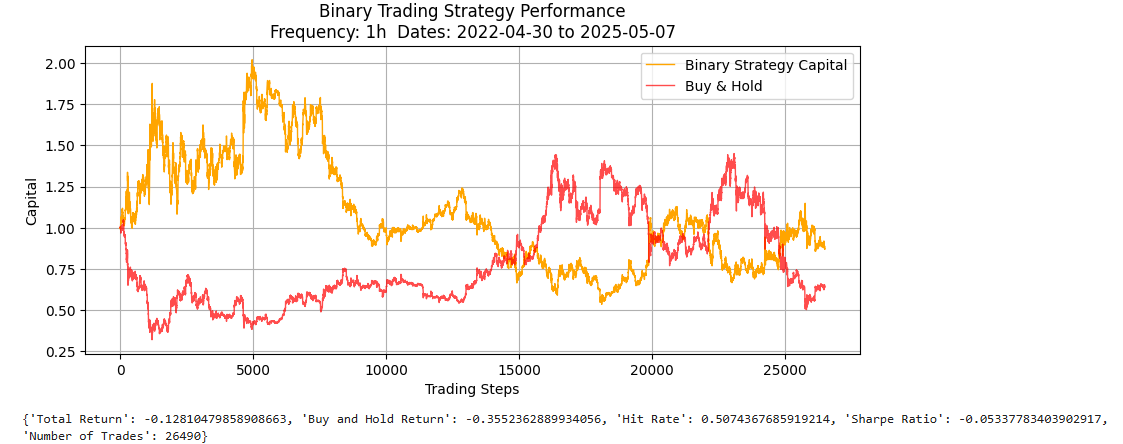 Binary Trading Strategy Performance
Frequency: 1h  Dates: 2022-04-30 to 2025-05-07
Binary Strategy Capital
Buy & Hold
Capital
2.00
1.75
1.50
1.25
1.00
0.75
0.50
0.25
0 5000 10000 15000 20000 25000
Trading Steps
{'Total Return': -0.12810479858908663, 'Buy and Hold Return': -0.3552362889934056, 'Hit Rate': 0.5074367685919214, 'Sharpe Ratio': -0.05337783403902917,
'Number of Trades': 26490}